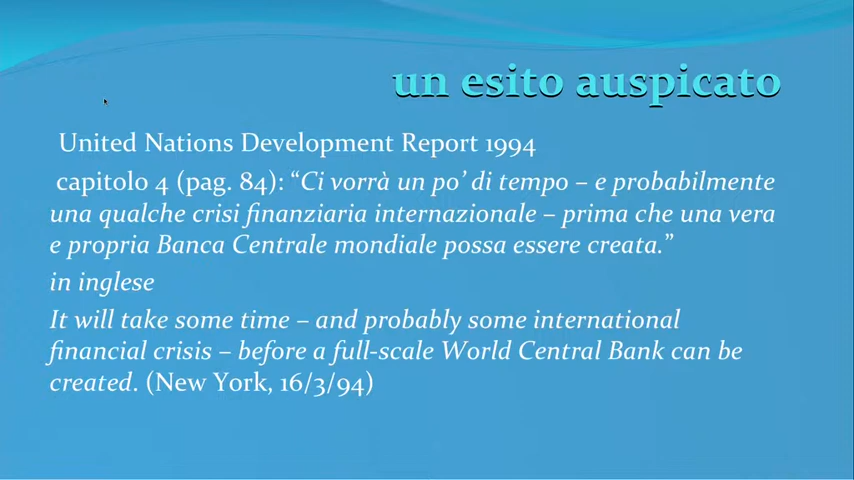 un esito auspicato
United Nations Development Report 1994
capitolo 4 (pag. 84): “Ci vorrà un po’ di tempo – e probabilmente
una qualche crisi finanziaria internazionale – prima che una vera
e propria Banca Centrale mondiale possa essere creata.”
in inglese
It will take some time – and probably some international
financial crisis – before a full-scale World Central Bank can be
created. (New York, 16/3/94)